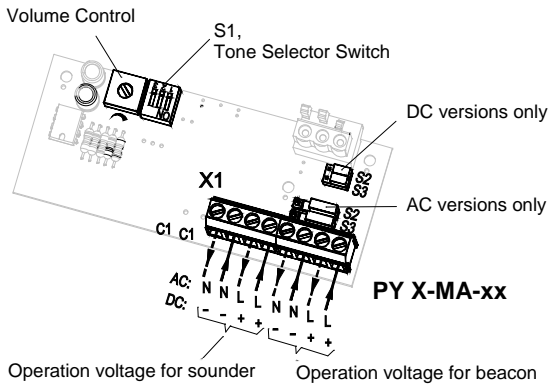 Volume Control
S1,
Tone Selector Switch
DC versions only
S2
S3
X1
AC versions only
S2
S3
C1 C1
AC: N N L L N N L L
PY X-MA-xx
DC: - - + + - - + +
Operation voltage for sounder
Operation voltage for beacon